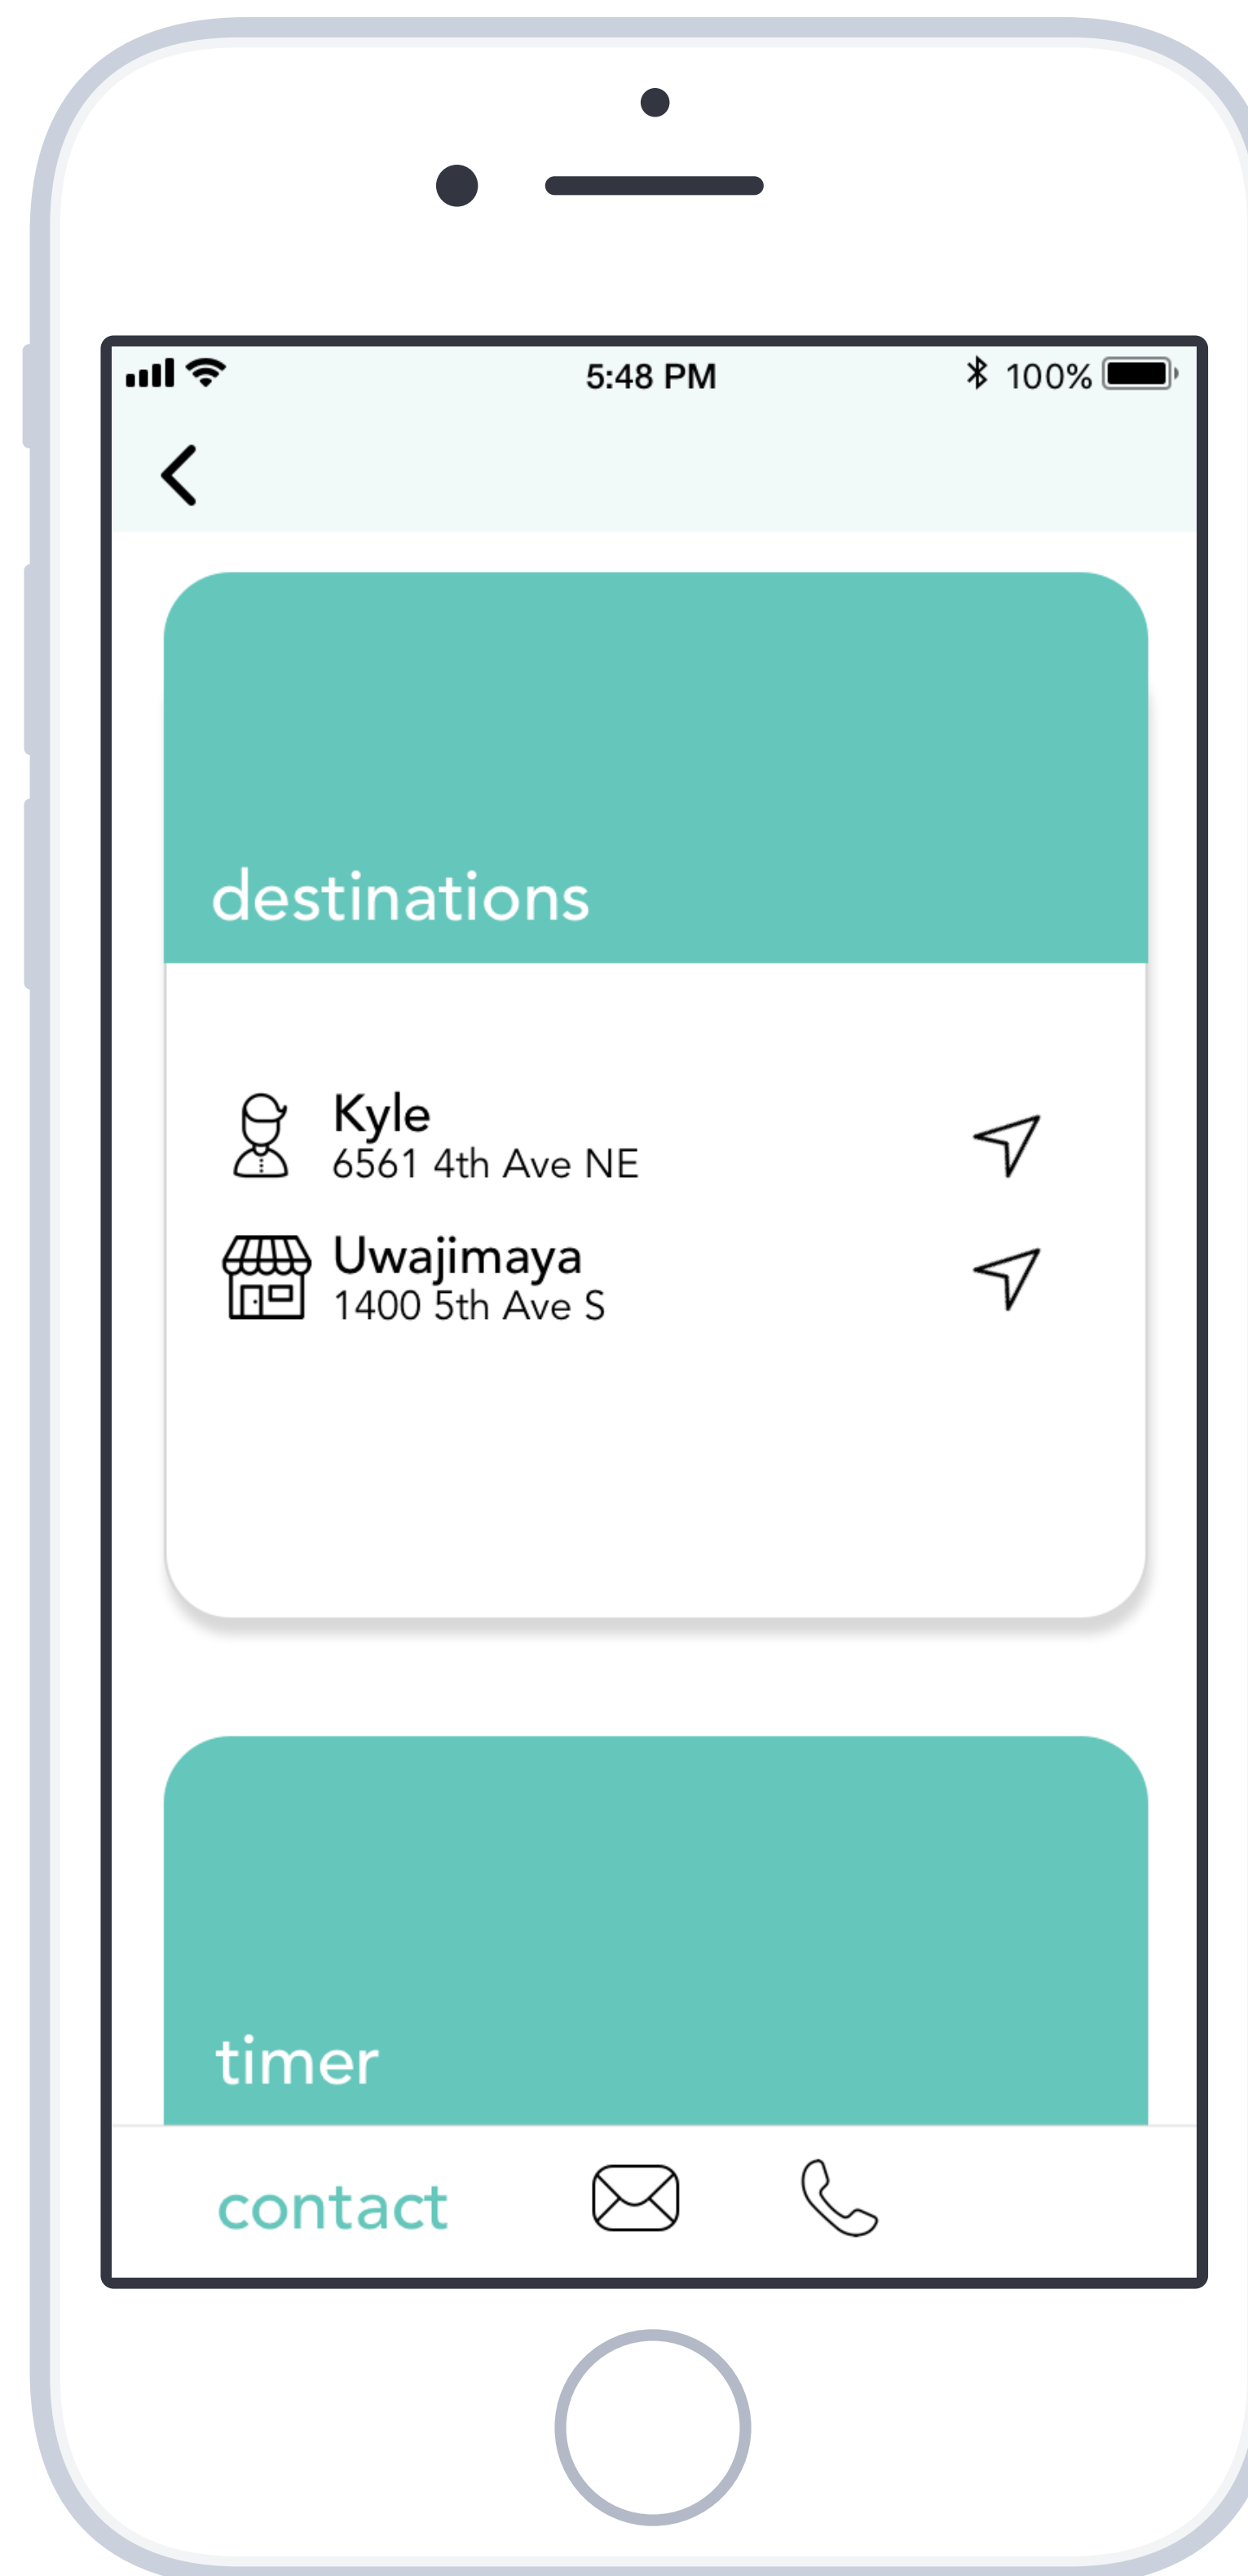 5:48 PM 100%
destinations
Kyle
6561 4th Ave NE
Uwajimaya
1400 5th Ave S
timer
contact